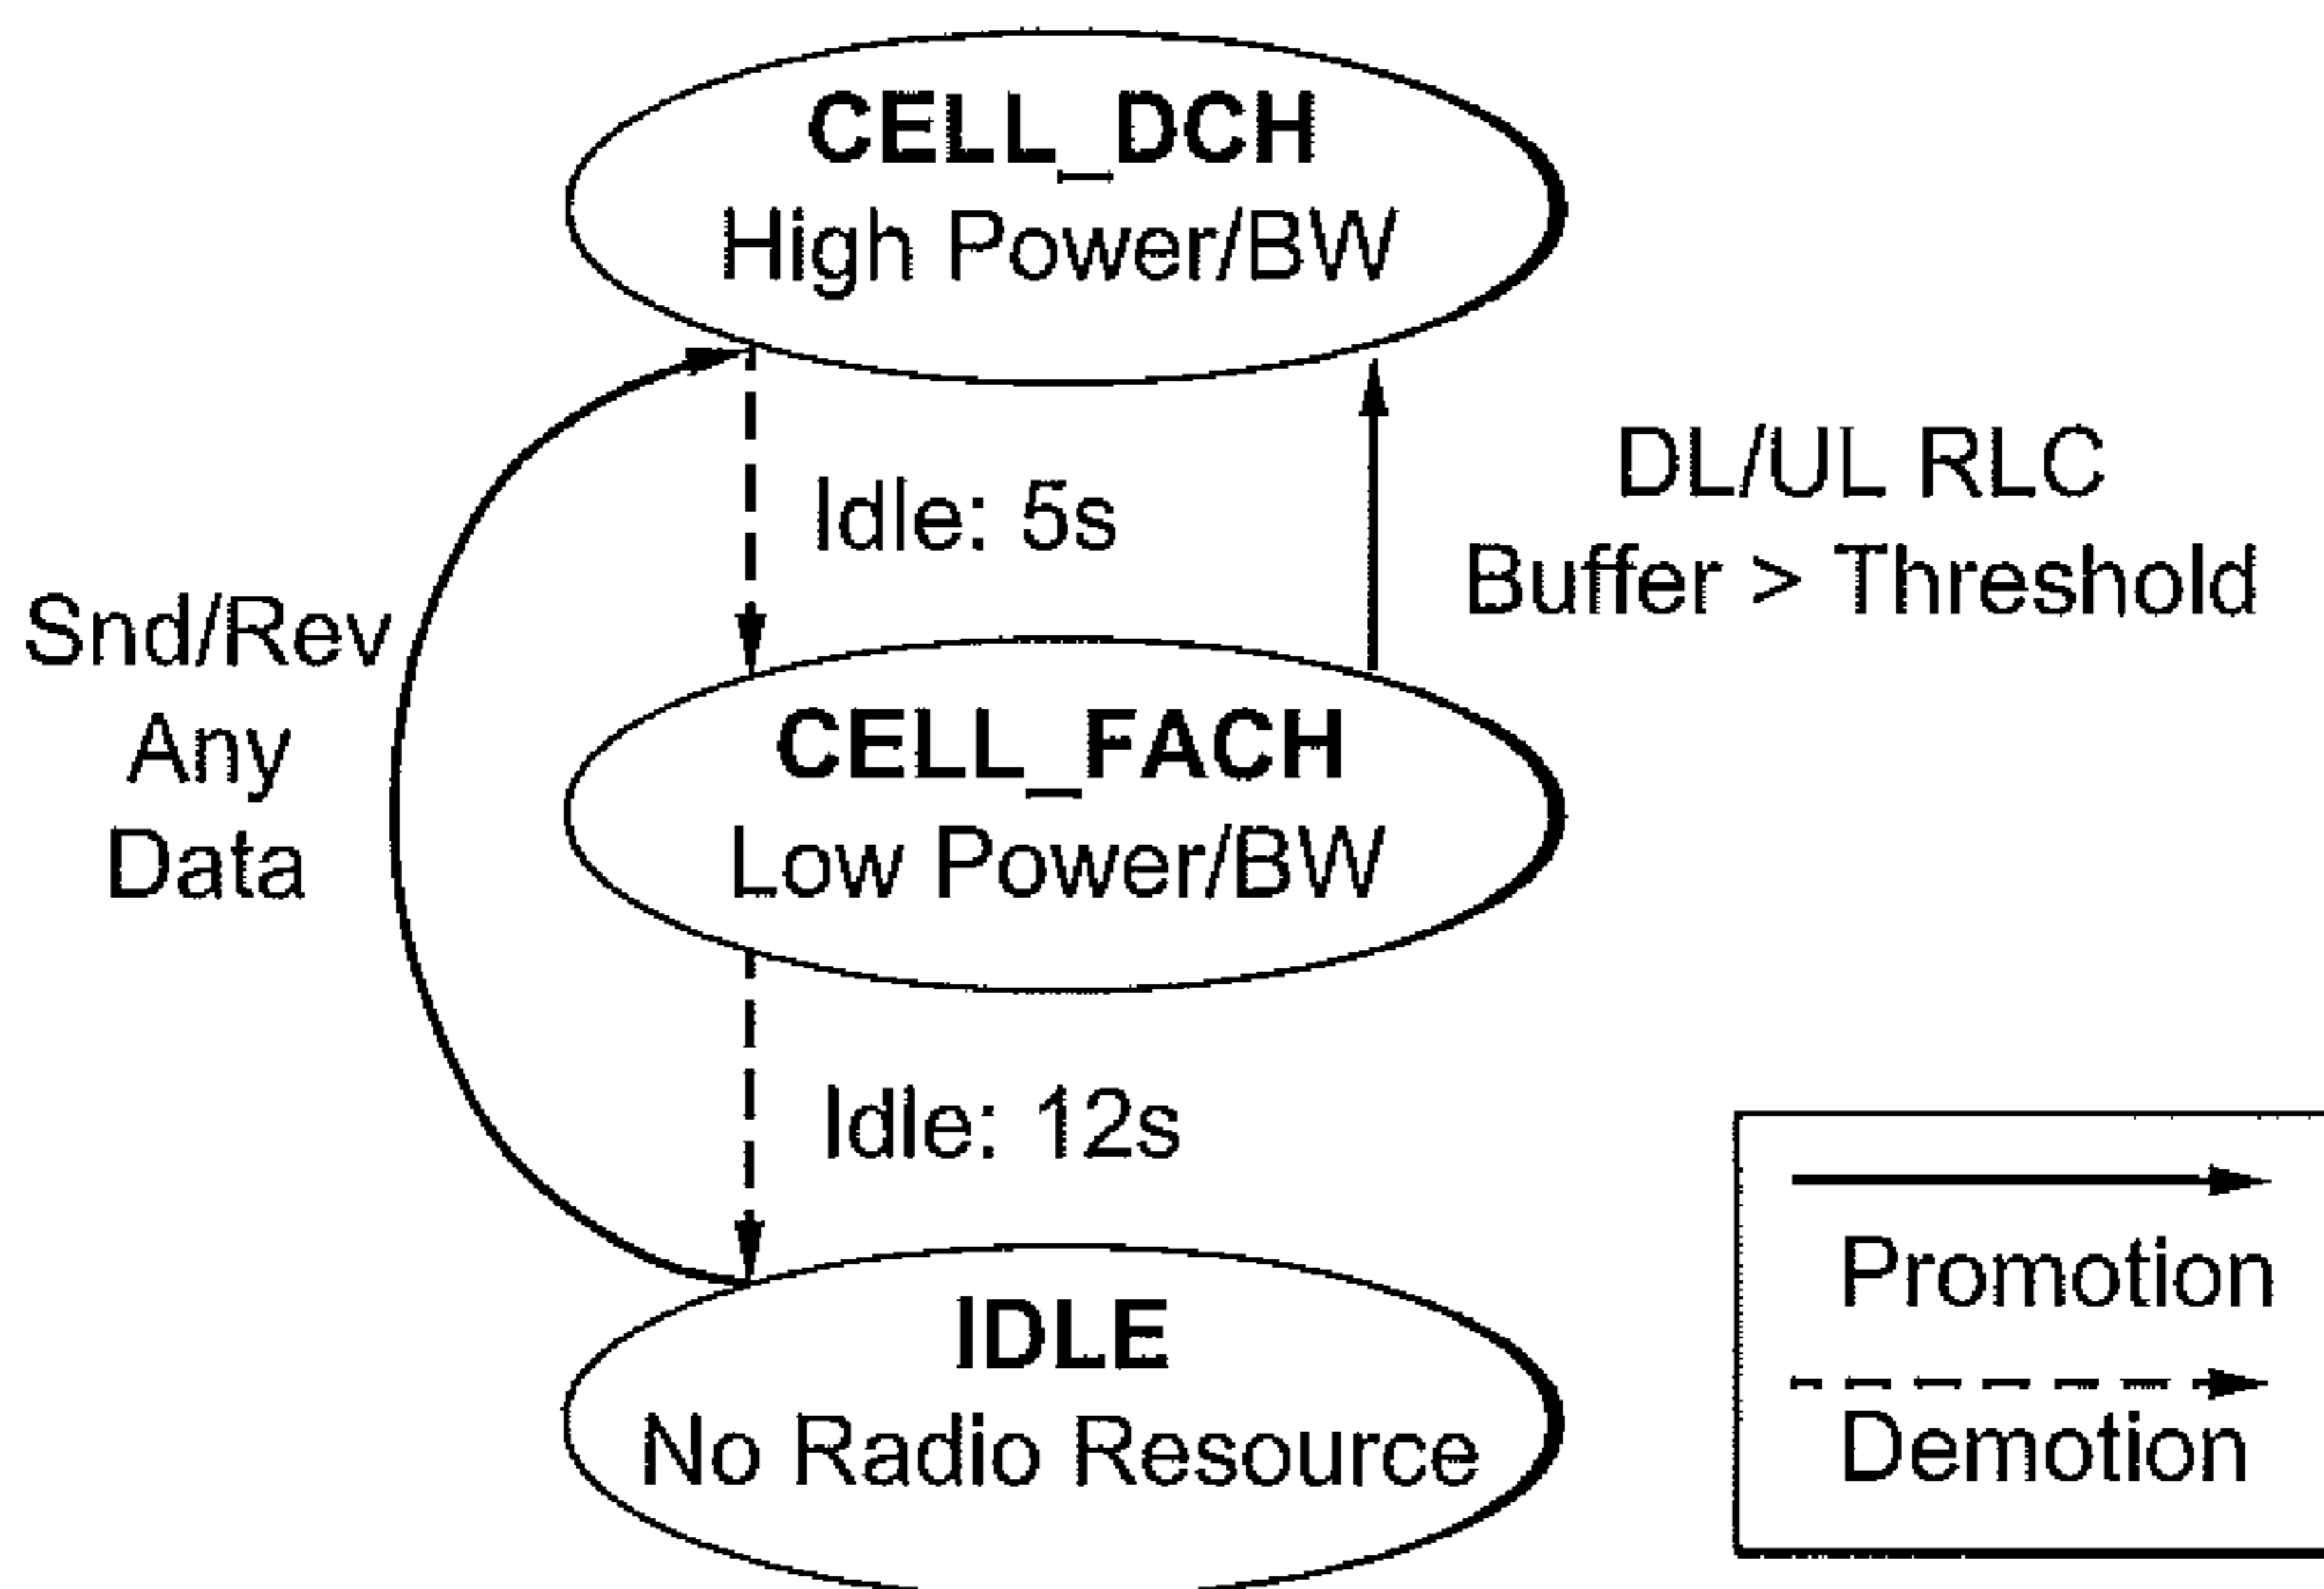 CELL_DCH
High Power/BW
Idle: 5s
DL/UL RLC
Buffer > Threshold
Snd/Rev
Any
Data
CELL_FACH
Low Power/BW
Idle: 12s
IDLE
No Radio Resource
Promotion
Demotion